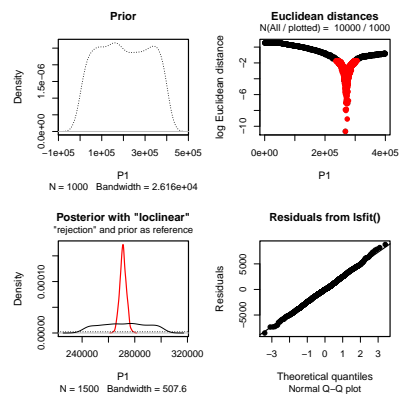 Prior
Density
0.0e+00 1.5e-06
−1e+05 1e+05 3e+05 5e+05
P1
N = 1000 Bandwidth = 2.616e+04
Euclidean distances
N(All / plotted) = 10000 / 1000
log Euclidean distance
−10 −6 −2
0e+00 2e+05 4e+05
P1
Posterior with "loclinear"
"rejection" and prior as reference
Density
0.00000 0.00010
240000 280000 320000
P1
N = 1500 Bandwidth = 507.6
Residuals from lsfit()
Residuals
−5000 0 5000
−3 −2 −1 0 1 2 3
Theoretical quantiles
Normal Q−Q plot